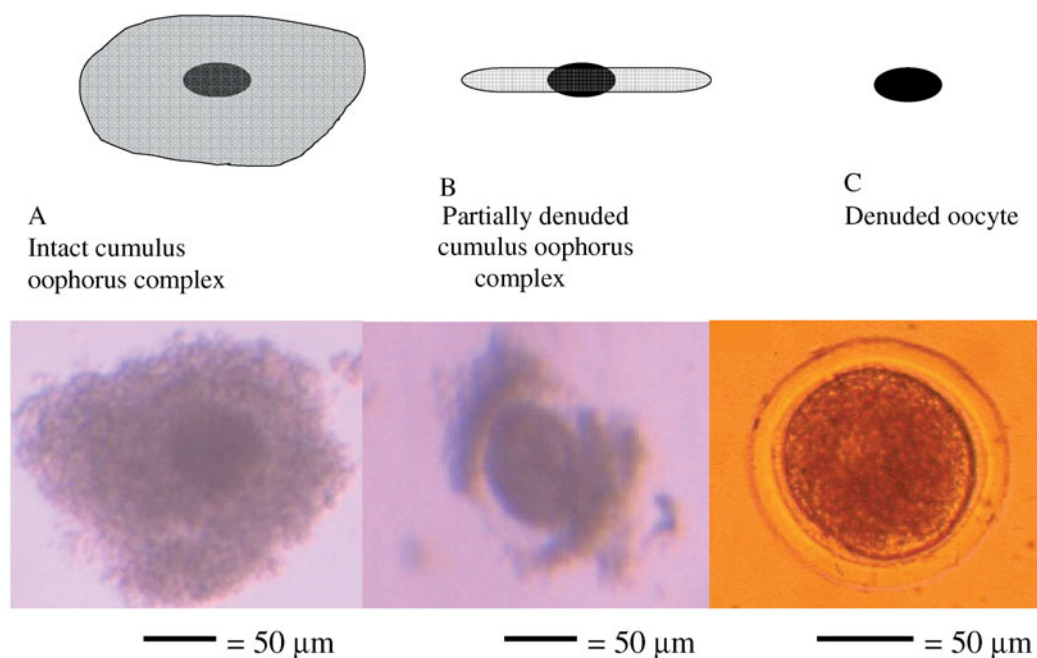 A
Intact cumulus
oophorus complex
B
Partially denuded
cumulus oophorus
complex
C
Denuded oocyte
= 50 μm
= 50 μm
= 50 μm